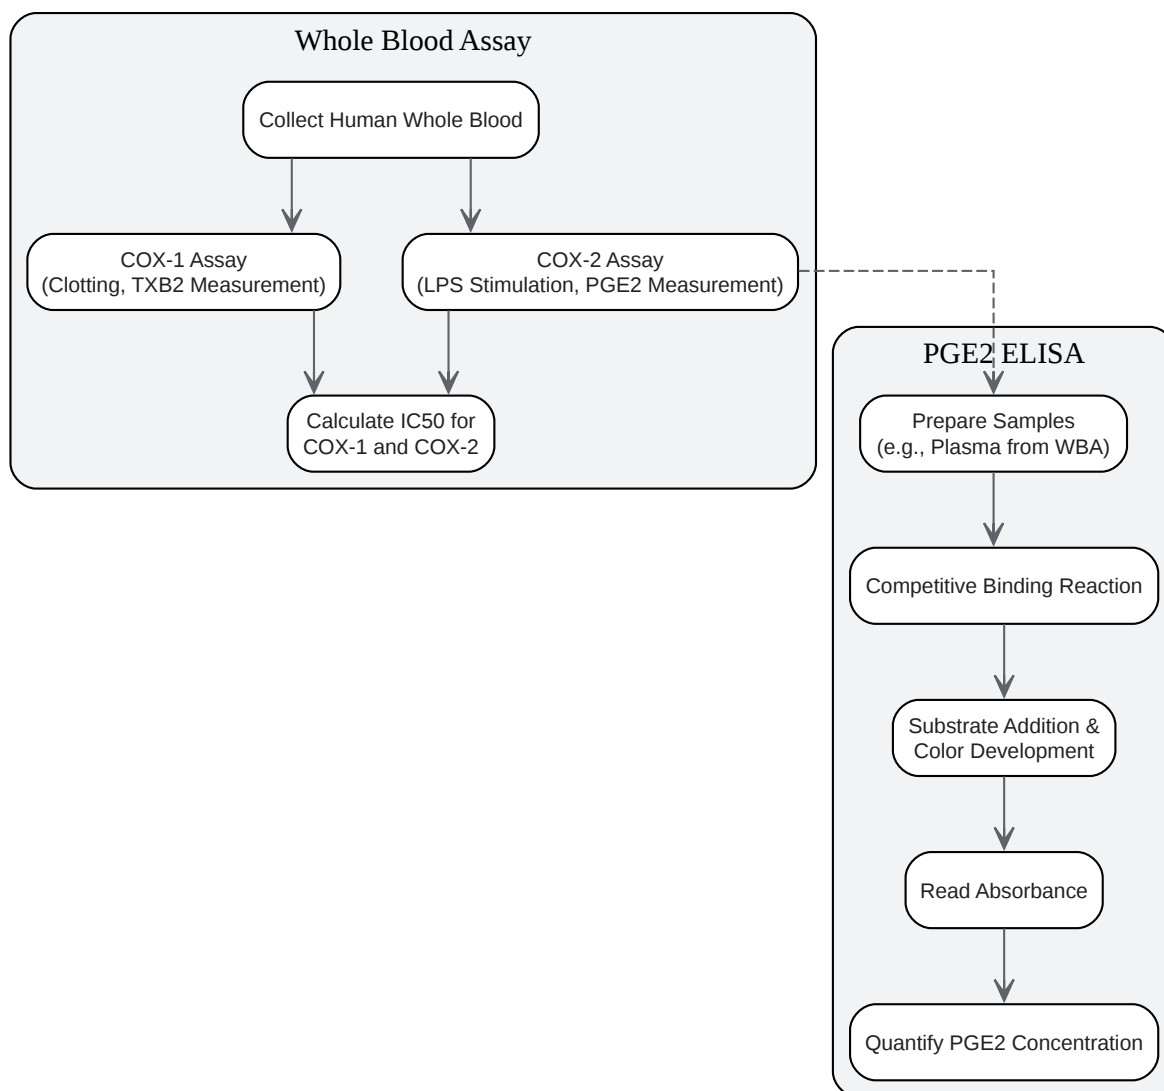 Whole Blood Assay
Collect Human Whole Blood
COX-1 Assay
(Clotting, TXB2 Measurement)
COX-2 Assay
(LPS Stimulation, PGE2 Measurement)
Calculate IC50 for
COX-1 and COX-2
PGE2 ELISA
Prepare Samples
(e.g., Plasma from WBA)
Competitive Binding Reaction
Substrate Addition &
Color Development
Read Absorbance
Quantify PGE2 Concentration